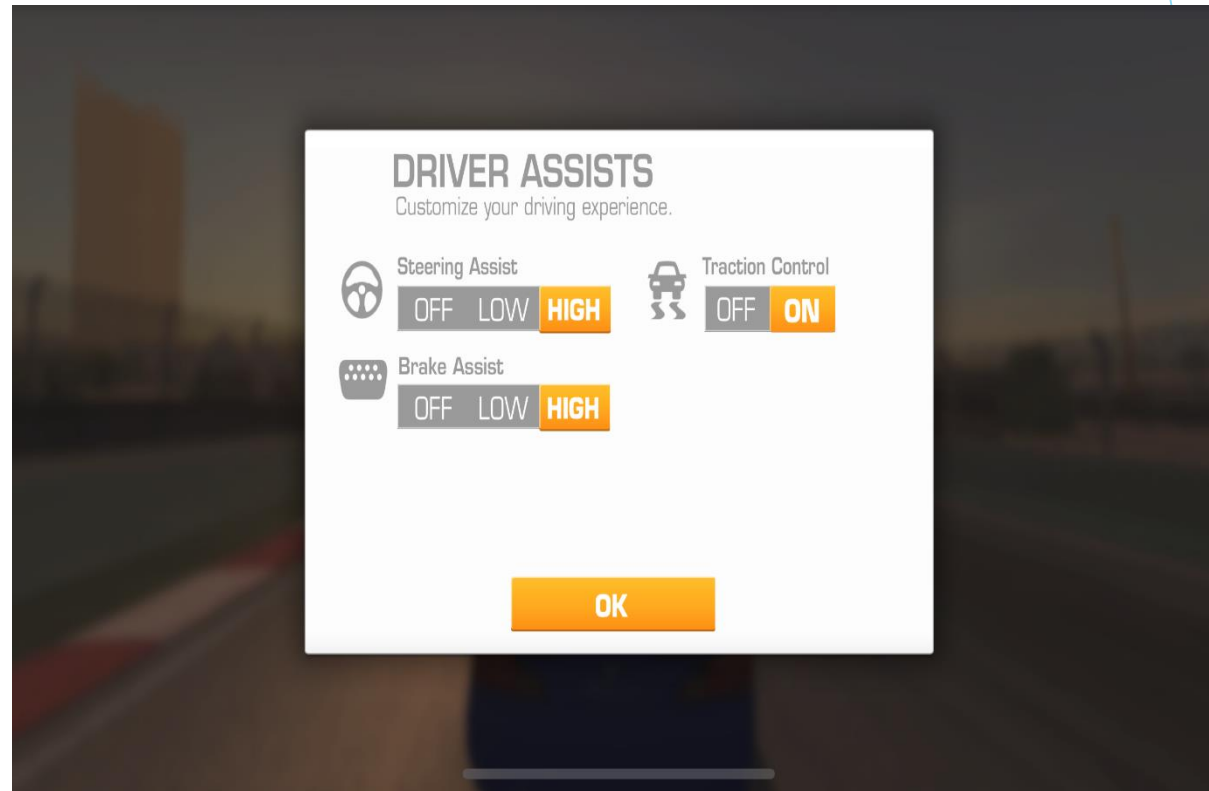 DRIVER ASSISTS
Customize your driving experience.
Steering Assist
OFF LOW HIGH
Traction Control
OFF ON
Brake Assist
OFF LOW HIGH
OK